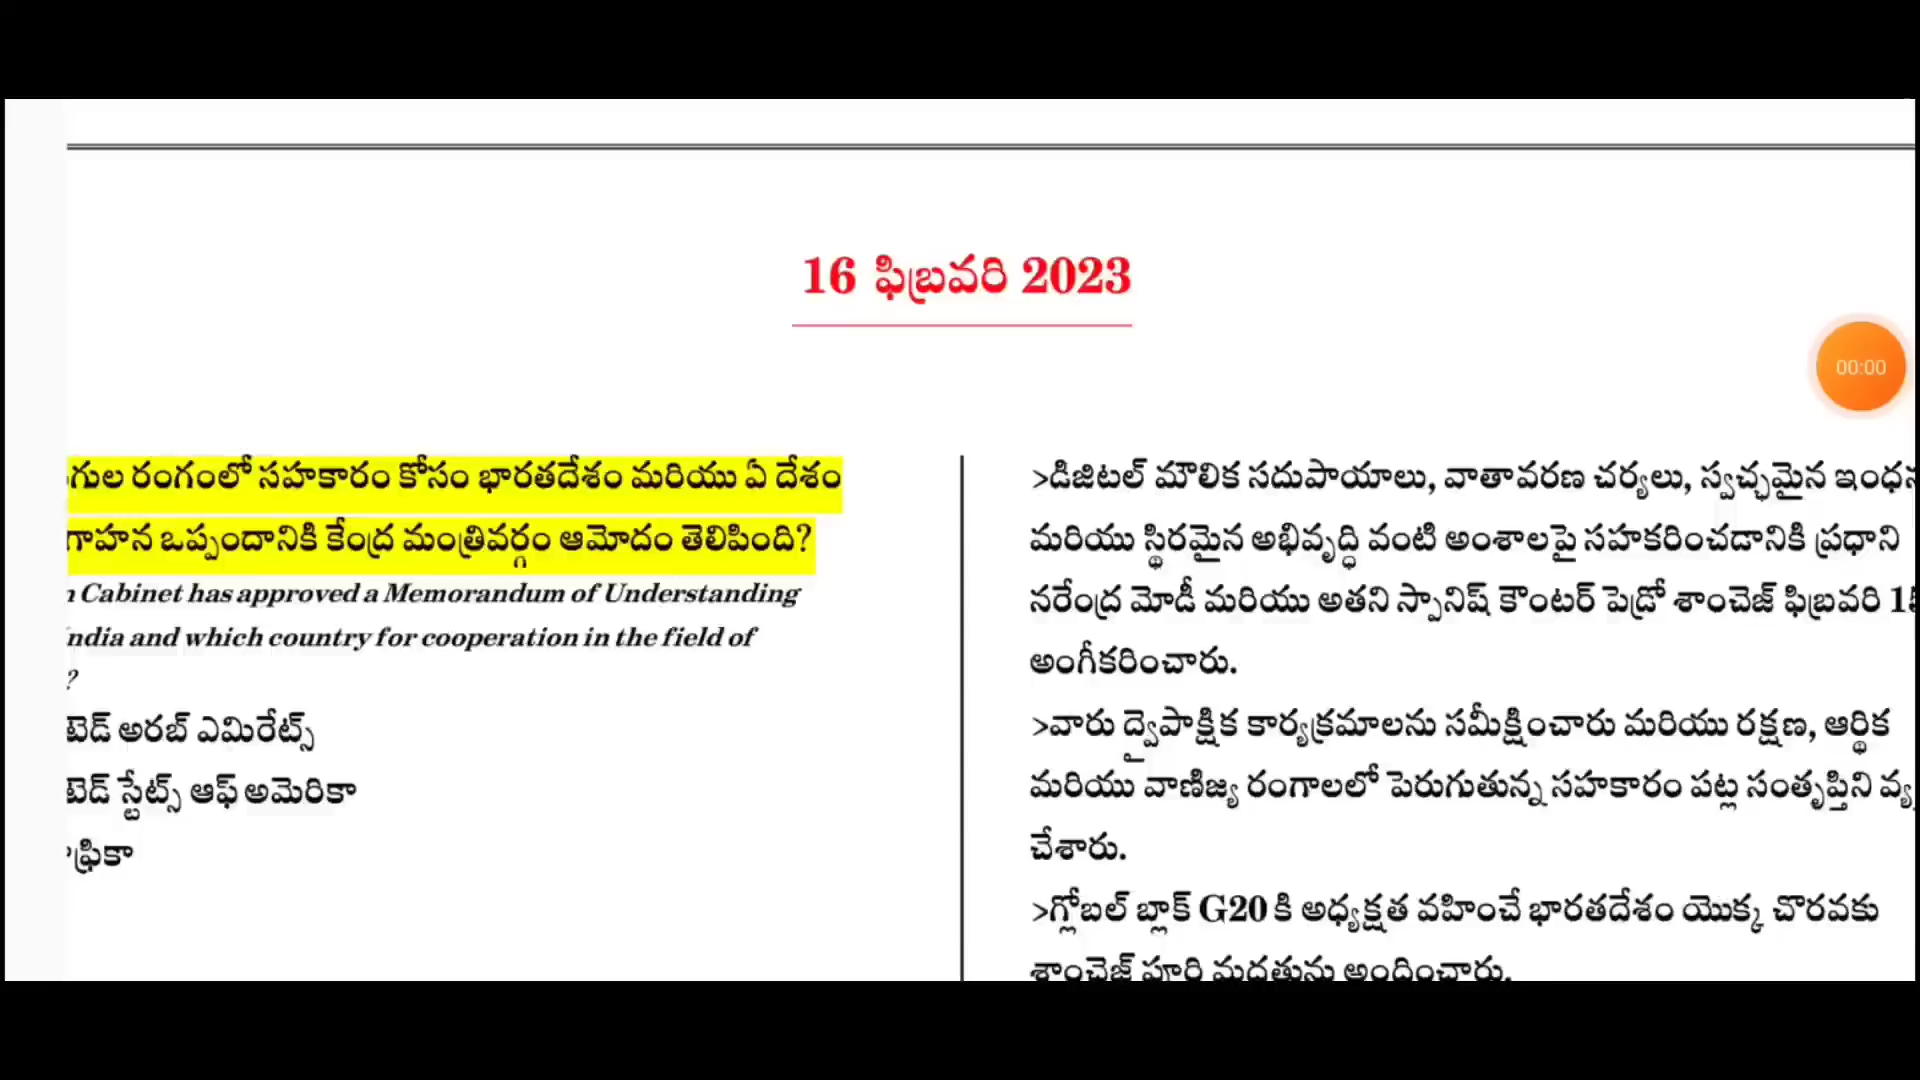 16 ఫిబ్రవరి 2023
00:00
గుల రంగంలో సహకారం కోసం భారతదేశం మరియు ఏ దేశం
గాహన ఒప్పందానికి కేంద్ర మంత్రివర్గం ఆమోదం తెలిపింది?
n Cabinet has approved a Memorandum of Understanding
India and which country for cooperation in the field of
?
టెడ్ అరబ్ ఎమిరేట్స్
టెడ్ స్టేట్స్ ఆఫ్ అమెరికా
ఫ్రికా
>డిజిటల్ మౌలిక సదుపాయాలు, వాతావరణ చర్యలు, స్వచ్ఛమైన
మరియు స్థిరమైన అభివృద్ధి వంటి అంశాలపై సహకరించడానికి ప్రధాని
నరేంద్ర మోడీ మరియు అతని స్పానిష్ కౌంటర్ పెడ్రో శాంచెజ్ ఫిబ్రవరి
అంగీకరించారు.
>వారు ద్వైపాక్షిక కార్యక్రమాలను సమీక్షించారు మరియు రక్షణ, ఆర్థిక
మరియు వాణిజ్య రంగాలలో పెరుగుతున్న సహకారం పట్ల సంతృప్తిని
చేశారు.
>గ్లోబల్ బ్లాక్ G20 కి అధ్యక్షత వహించే భారతదేశం యొక్క చొరవకు
శాంచెజ్ పూర్తి మద్దతును అందించారు.